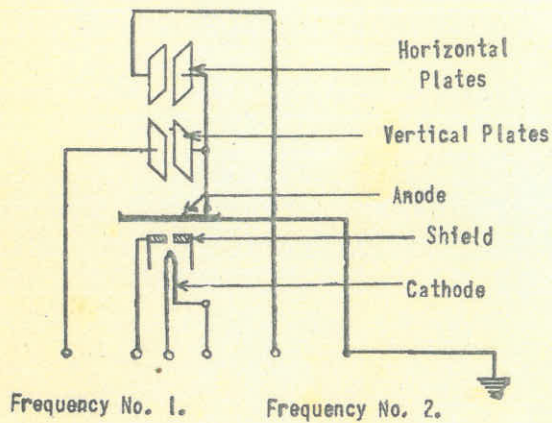 Horizontal
Plates
Vertical Plates
Anode
Shield
Cathode
Frequency No. 1.
Frequency No. 2.